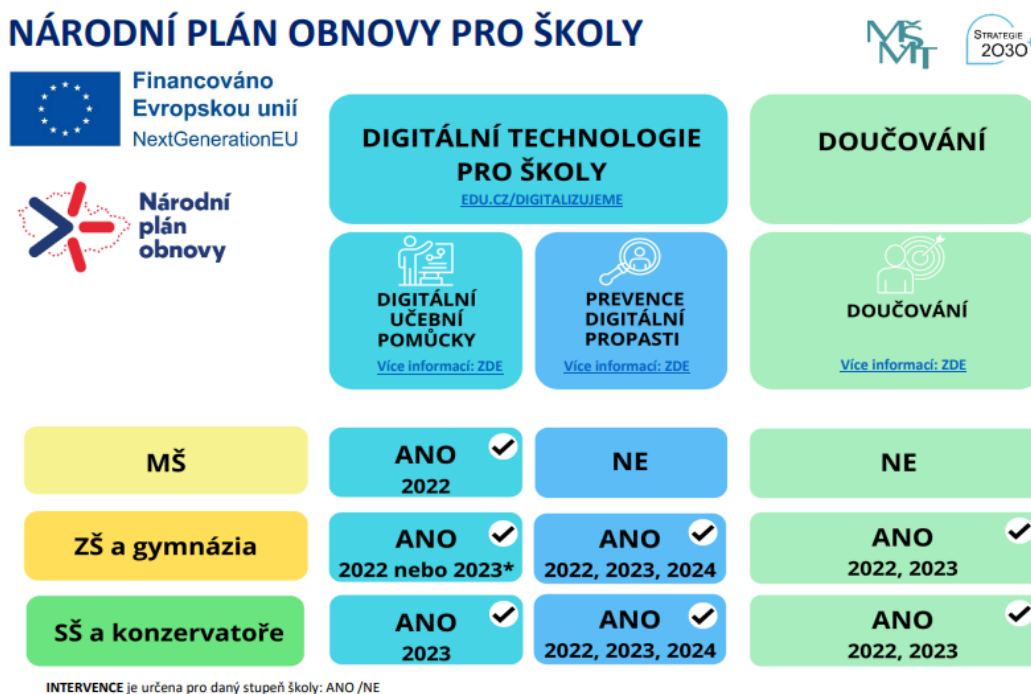 NÁRODNÍ PLÁN OBNOVY PRO ŠKOLY
MŠMT
STRATEGIE
2030+
Financováno
Evropskou unií
NextGenerationEU
Národní
plán
obnovy
DIGITÁLNÍ TECHNOLOGIE
PRO ŠKOLY
EDU.CZ/DIGITALIZUJEME
DOUČOVÁNÍ
DIGITÁLNÍ
UČEBNÍ
POMŮCKY
Více informací: ZDE
PREVENCE
DIGITÁLNÍ
PROPASTI
Více informací: ZDE
DOUČOVÁNÍ
Více informací: ZDE
MŠ
ANO
2022
NE
NE
ZŠ a gymnázia
ANO
2022 nebo 2023*
ANO
2022, 2023, 2024
ANO
2022, 2023
SŠ a konzervatoře
ANO
2023
ANO
2022, 2023, 2024
ANO
2022, 2023
INTERVENCE je určena pro daný stupeň školy: ANO /NE